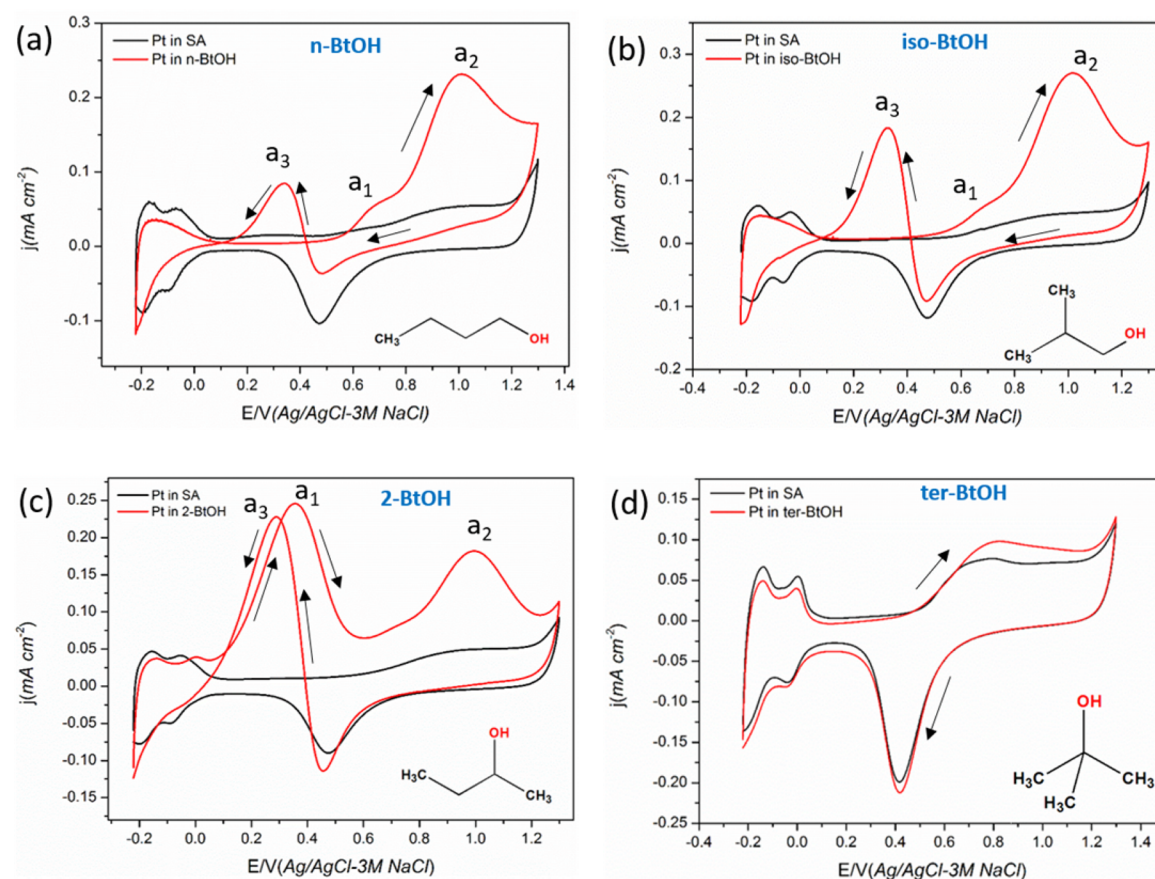 (a)
Pt in SA
Pt in n-BtOH
n-BtOH
a2
a3
a1
0.3
0.2
0.1
0.0
-0.1
j(mA cm-2)
CH3
OH
-0.2 0.0 0.2 0.4 0.6 0.8 1.0 1.2 1.4
E/V(Ag/AgCl-3M NaCl)
(b)
Pt in SA
Pt in iso-BtOH
iso-BtOH
a2
a3
a1
0.3
0.2
0.1
0.0
-0.1
-0.2
j(mA cm-2)
CH3
H3C
OH
-0.4 -0.2 0.0 0.2 0.4 0.6 0.8 1.0 1.2
E/V(Ag/AgCl-3M NaCl)
(c)
Pt in SA
Pt in 2-BtOH
2-BtOH
a3
a1
a2
0.25
0.20
0.15
0.10
0.05
0.00
-0.05
-0.10
-0.15
j(mA cm-2)
OH
H3C
CH3
-0.2 0.0 0.2 0.4 0.6 0.8 1.0 1.2
E/V(Ag/AgCl-3M NaCl)
(d)
Pt in SA
Pt in ter-BtOH
ter-BtOH
0.15
0.10
0.05
0.00
-0.05
-0.10
-0.15
-0.20
-0.25
j(mA cm-2)
OH
H3C
CH3
H3C
-0.4 -0.2 0.0 0.2 0.4 0.6 0.8 1.0 1.2 1.4
E/V(Ag/AgCl-3M NaCl)